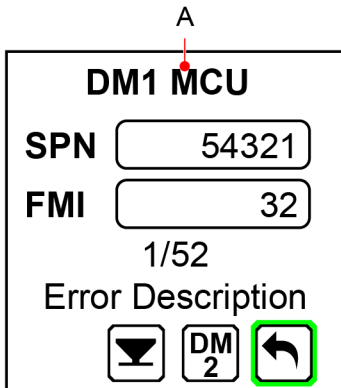 A
DM1 MCU
SPN 54321
FMI 32
1/52
Error Description
DM
2